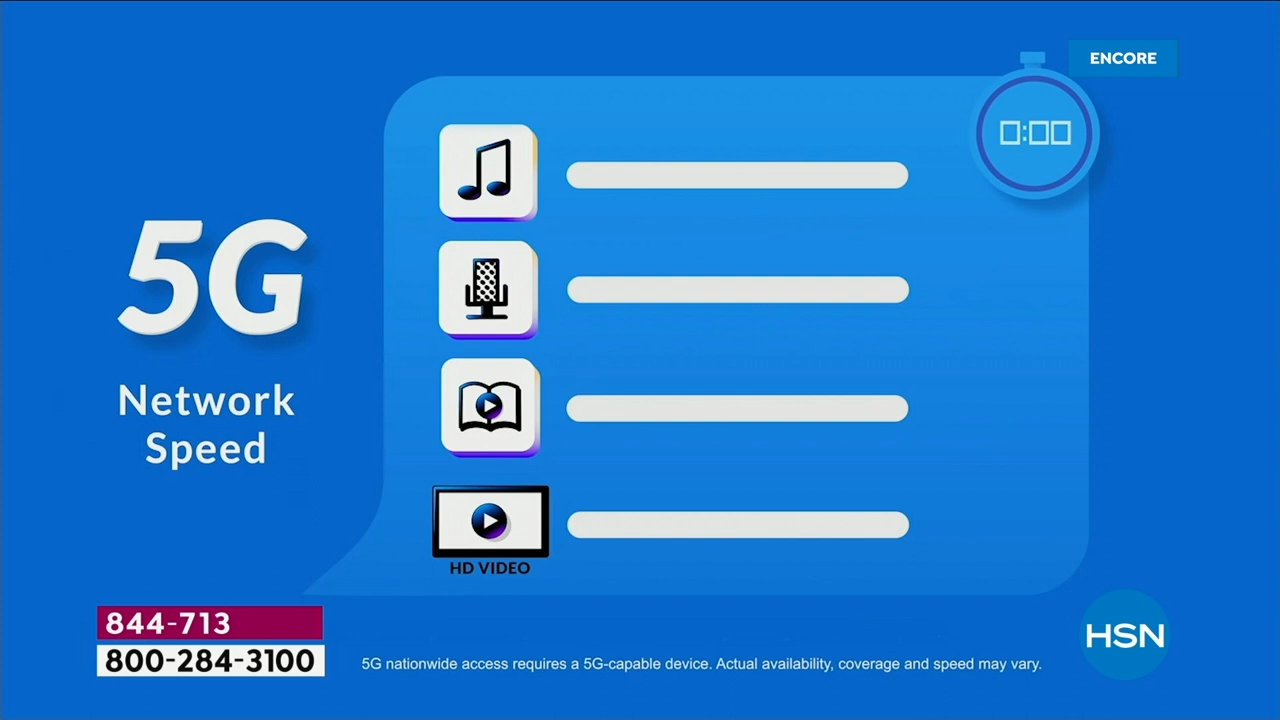 ENCORE
0:00
5G
Network
Speed
HD VIDEO
844-713
800-284-3100
5G nationwide access requires a 5G-capable device. Actual availability, coverage and speed may vary.
HSN